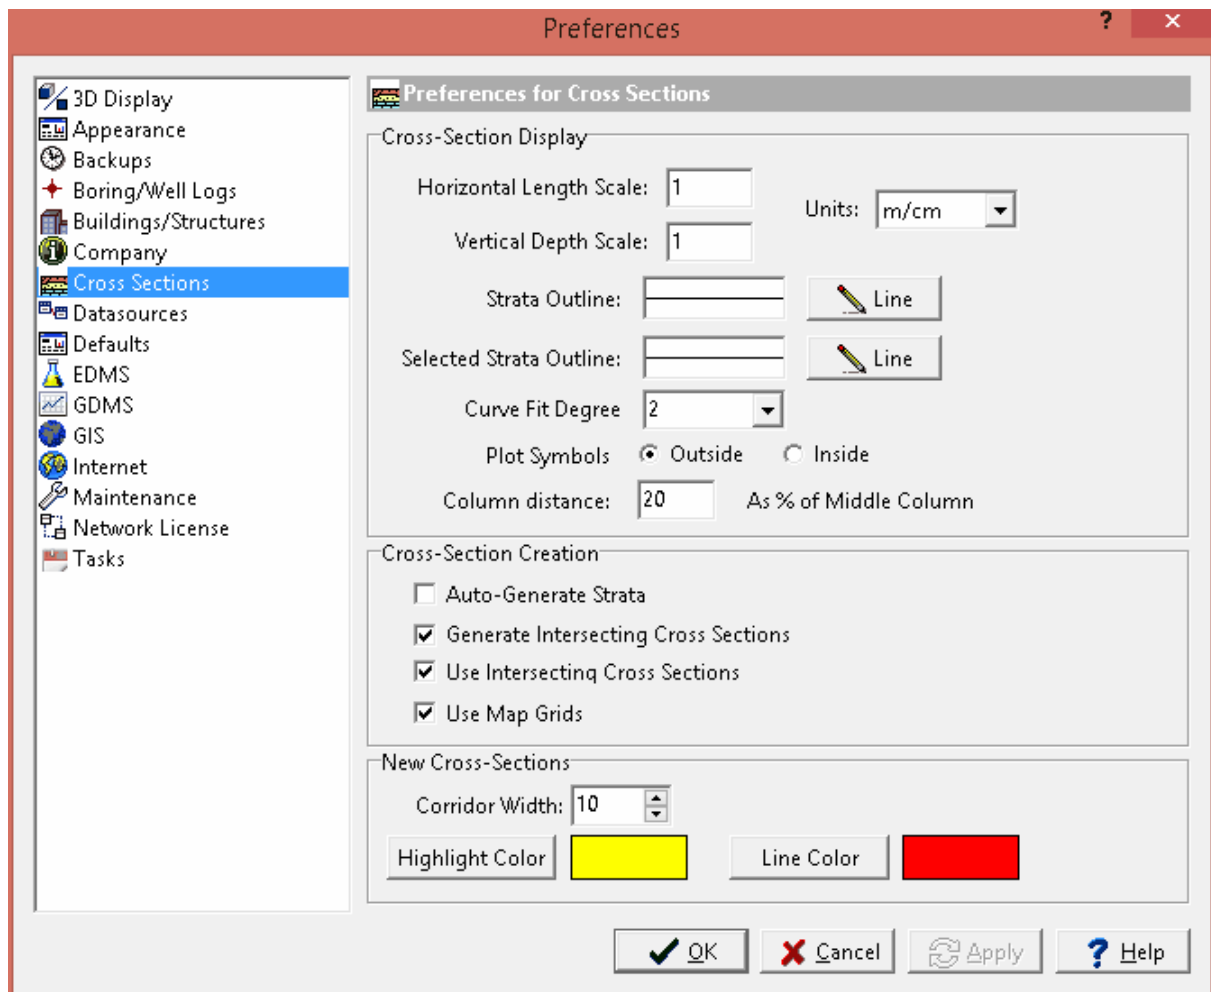 Preferences
?
3D Display
Appearance
Backups
Boring/Well Logs
Buildings/Structures
Company
Cross Sections
Datasources
Defaults
EDMS
GDMS
GIS
Internet
Maintenance
Network License
Tasks
Preferences for Cross Sections
Cross-Section Display
Horizontal Length Scale: 1
Units: m/cm
Vertical Depth Scale: 1
Strata Outline: Line
Selected Strata Outline: Line
Curve Fit Degree 2
Plot Symbols Outside Inside
Column distance: 20 As % of Middle Column
Cross-Section Creation
Auto-Generate Strata
Generate Intersecting Cross Sections
Use Intersecting Cross Sections
Use Map Grids
New Cross-Sections
Corridor Width: 10
Highlight Color Line Color
OK Cancel Apply ? Help